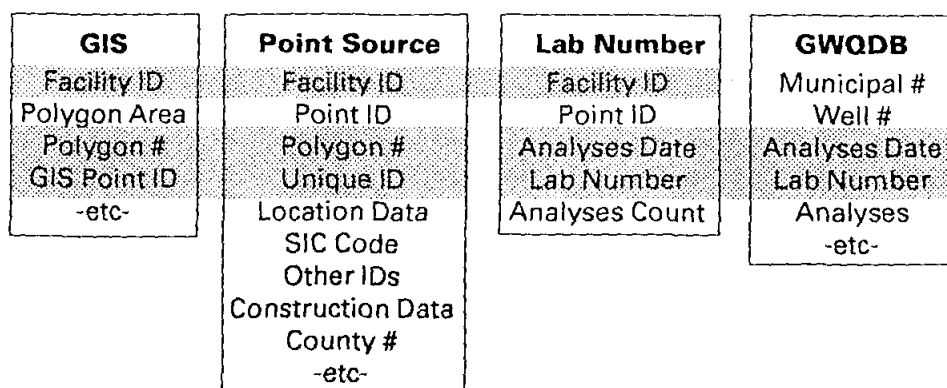 GIS
Facility ID
Polygon Area
Polygon #
GIS Point ID
-etc-
Point Source
Facility ID
Point ID
Polygon #
Unique ID
Location Data
SIC Code
Other IDs
Construction Data
County #
-etc-
Lab Number
Facility ID
Point ID
Analyses Date
Lab Number
Analyses Count
GWQDB
Municipal #
Well #
Analyses Date
Lab Number
Analyses
-etc-